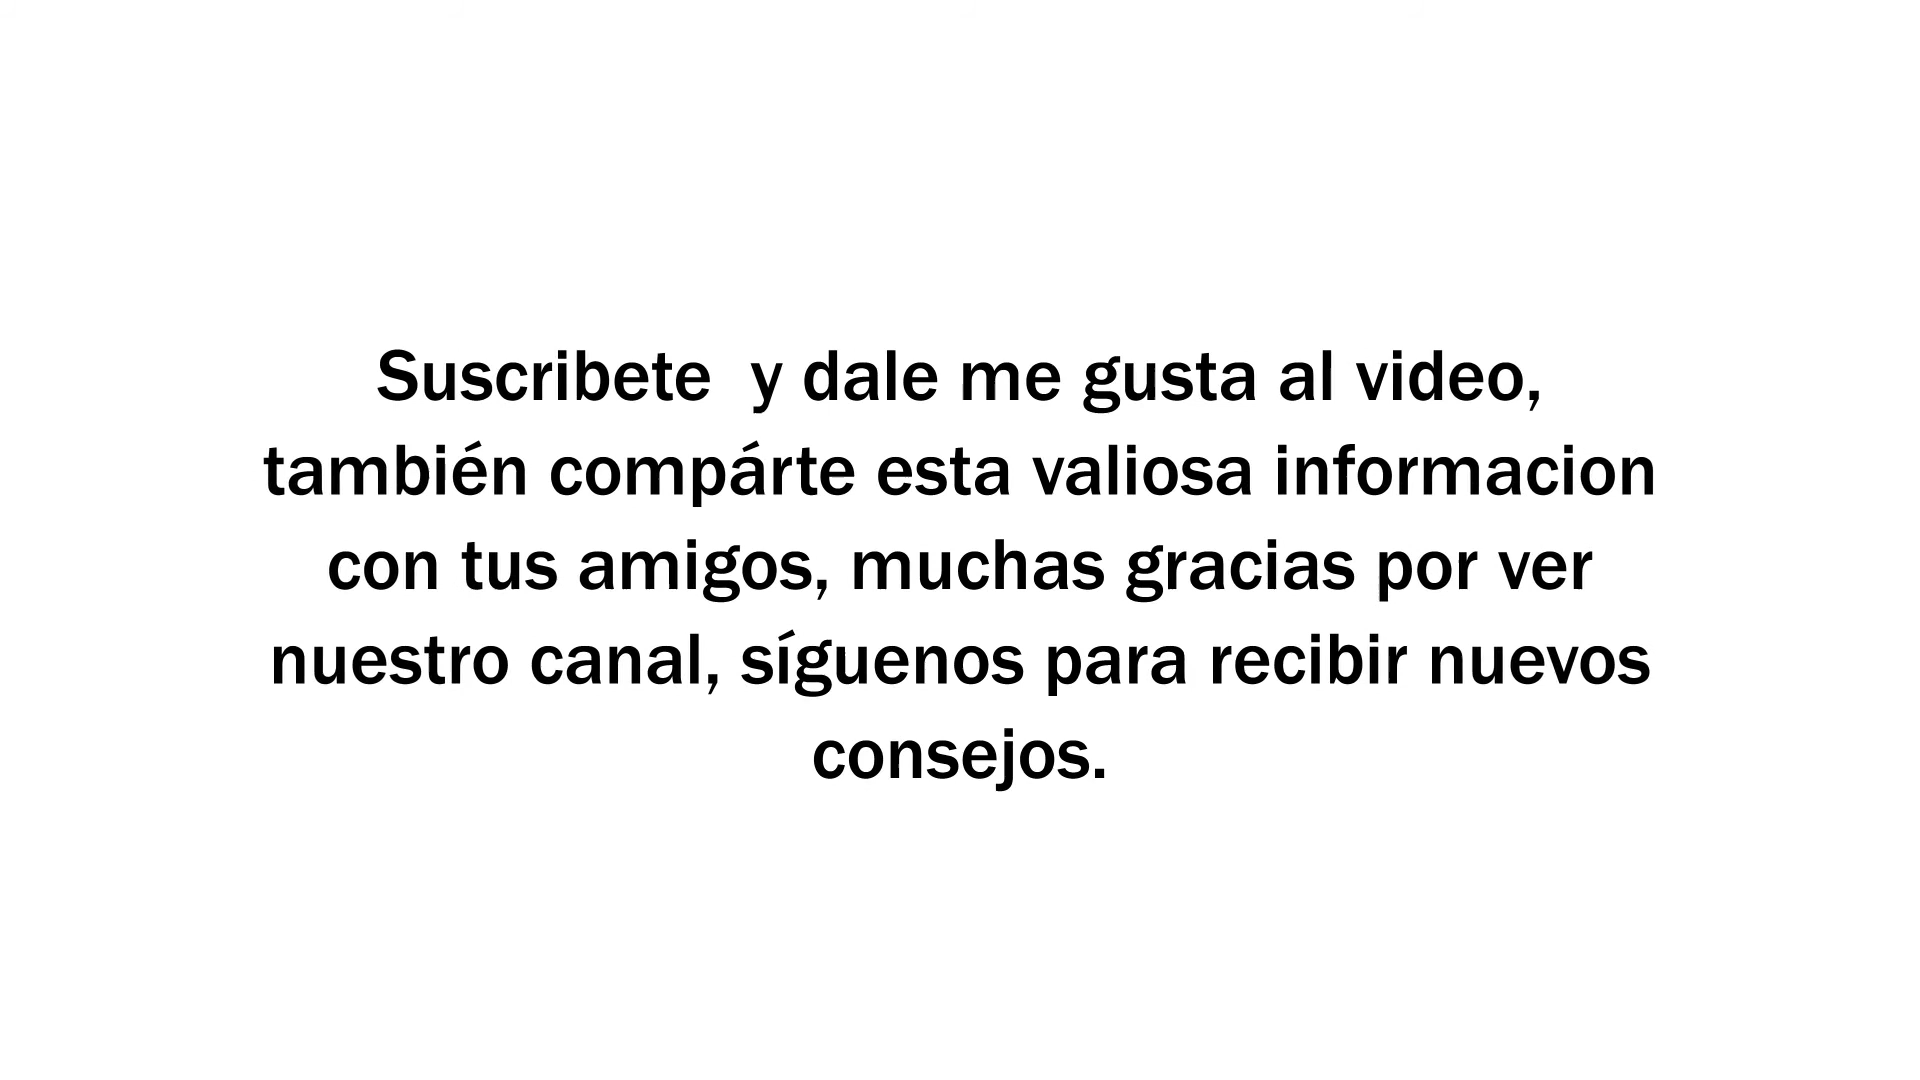 Suscribete  y dale me gusta al video,
también compárte esta valiosa informacion
con tus amigos, muchas gracias por ver
nuestro canal, síguenos para recibir nuevos
consejos.